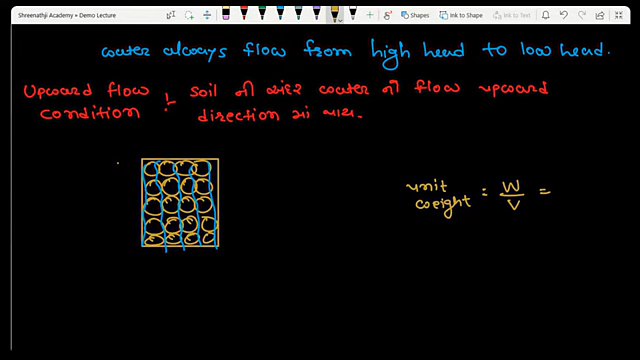 Shreenathji Academy • Demo Lecture
Shapes
Ink to Shape
Ink to Text
water always flow from high head to low head.
Upward flow condition :- soil ની અંદર water નો flow upward
direction માં થાય.
unit weight = W/V =